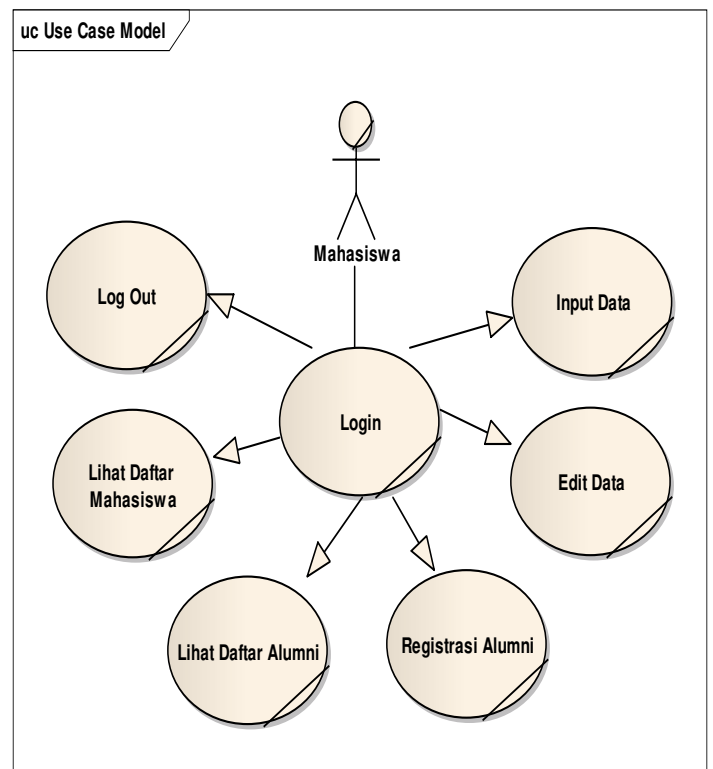 uc Use Case Model
Mahasiswa
Log Out
Input Data
Login
Lihat Daftar
Mahasiswa
Edit Data
Lihat Daftar Alumni
Registrasi Alumni